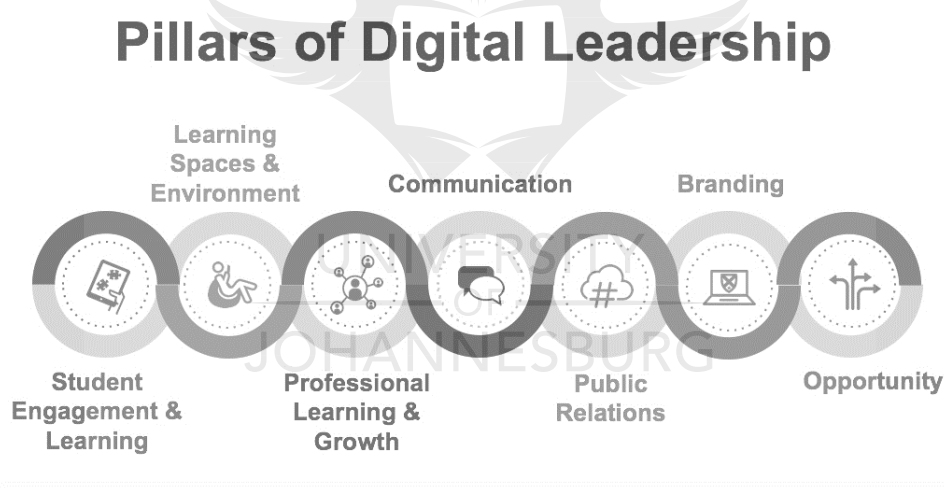 Pillars of Digital Leadership
Learning
Spaces &
Environment
Communication
Branding
UNIVERSITY
OF
JOHANNESBURG
#
Student
Engagement &
Learning
Professional
Learning &
Growth
Public
Relations
Opportunity